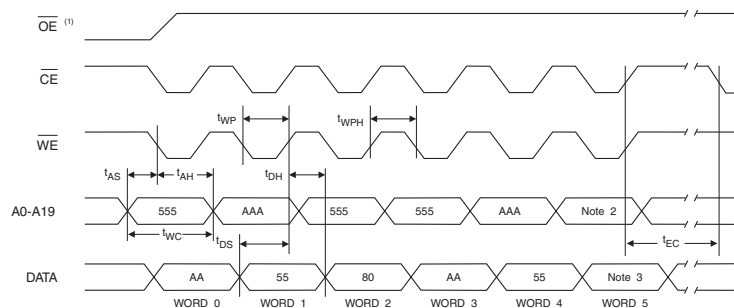 OE (1)
CE
tWP
tWPH
WE
tAS
tAH
tDH
A0-A19
555
AAA
555
555
AAA
Note 2
tWC
tDS
tEC
DATA
AA
55
80
AA
55
Note 3
WORD 0
WORD 1
WORD 2
WORD 3
WORD 4
WORD 5